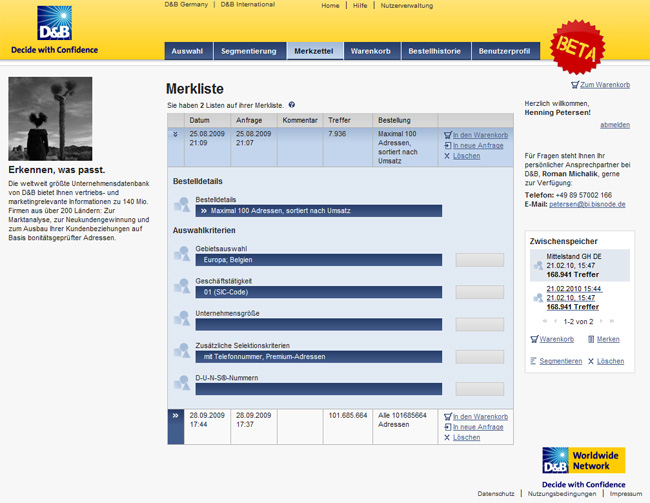 D&B Germany | D&B International
Home | Hilfe | Nutzerverwaltung
D&B
Decide with Confidence
Auswahl
Segmentierung
Merkzettel
Warenkorb
Bestellhistorie
Benutzerprofil
BETA
Merkliste
Sie haben 2 Listen auf ihrer Merkliste. ?
Datum
Anfrage
Kommentar
Treffer
Bestellung
25.08.2009
21:09
25.08.2009
21:07
7.936
Maximal 100
Adressen,
sortiert nach
Umsatz
In den Warenkorb
In neue Anfrage
Löschen
Bestelldetails
Bestelldetails
Maximal 100 Adressen, sortiert nach Umsatz
Auswahlkriterien
Gebietsauswahl
Europa; Belgien
Geschäftstätigkeit
01 (SIC-Code)
Unternehmensgröße
Zusätzliche Selektionskriterien
mit Telefonnummer, Premium-Adressen
D-U-N-S®-Nummern
28.09.2009
17:44
28.09.2009
17:37
101.685.664
Alle 101685664
Adressen
In den Warenkorb
In neue Anfrage
Löschen
Erkennen, was passt.
Die weltweit größte Unternehmensdatenbank
von D&B bietet Ihnen vertriebs- und
marketingrelevante Informationen zu 140 Mio.
Firmen aus über 200 Ländern: Zur
Marktanalyse, zur Neukundengewinnung und
zum Ausbau Ihrer Kundenbeziehungen auf
Basis bonitätsgeprüfter Adressen.
Zum Warenkorb
Herzlich willkommen,
Henning Petersen!
abmelden
Für Fragen steht Ihnen Ihr
persönlicher Ansprechpartner bei
D&B, Roman Michalik, gerne
zur Verfügung:
Telefon: +49 89 57002 166
E-Mail: petersen@bi.bisnode.de
Zwischenspeicher
Mittelstand GH DE
21.02.10, 15:47
168.941 Treffer
21.02.2010 15:44
21.02.10, 15:47
168.941 Treffer
1-2 von 2
Warenkorb
Merken
Segmentieren
Löschen
D&B
Worldwide
Network
Decide with Confidence
Datenschutz | Nutzungsbedingungen | Impressum